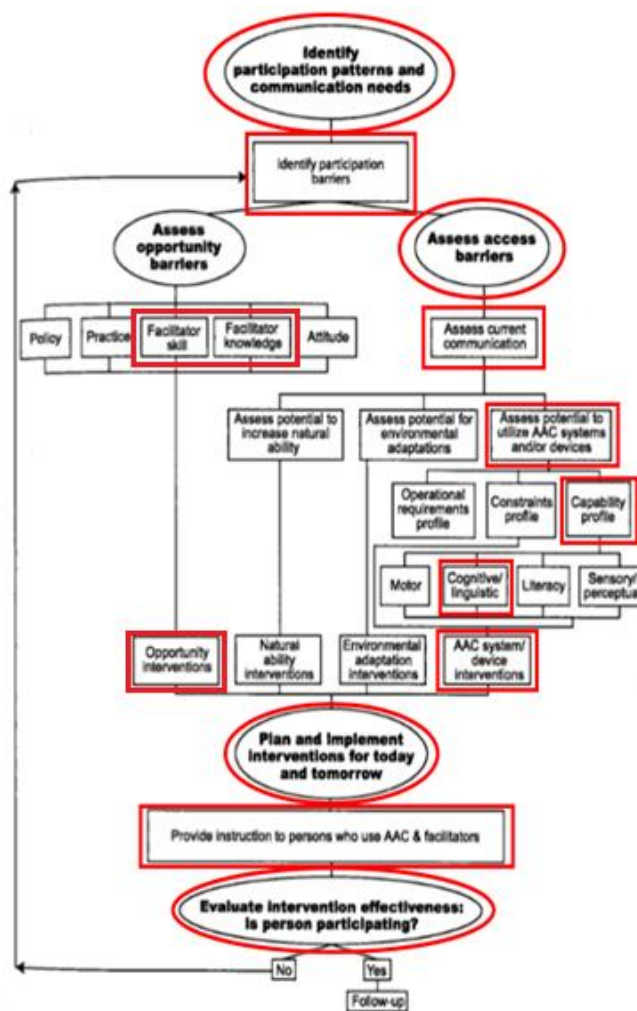 Identify
participation patterns and
communication needs
Identify participation
barriers
Assess
opportunity
barriers
Assess access
barriers
Policy
Practice
Facilitator
skill
Facilitator
knowledge
Attitude
Assess current
communication
Assess potential to
increase natural
ability
Assess potential for
environmental
adaptations
Assess potential to
utilize AAC systems
and/or devices
Operational
requirements
profile
Constraints
profile
Capability
profile
Motor
Cognitive/
linguistic
Literacy
Sensory/
perceptual
Opportunity
interventions
Natural
ability
interventions
Environmental
adaptation
interventions
AAC system/
device
interventions
Plan and implement
interventions for today
and tomorrow
Provide instruction to persons who use AAC & facilitators
Evaluate intervention effectiveness:
Is person participating?
No
Yes
Follow-up